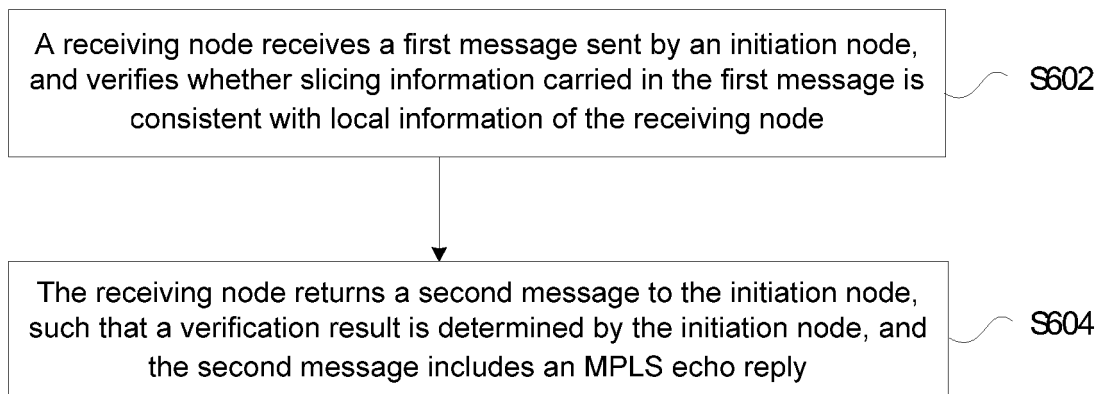 A receiving node receives a first message sent by an initiation node,
and verifies whether slicing information carried in the first message is
consistent with local information of the receiving node
S602
The receiving node returns a second message to the initiation node,
such that a verification result is determined by the initiation node, and
the second message includes an MPLS echo reply
S604